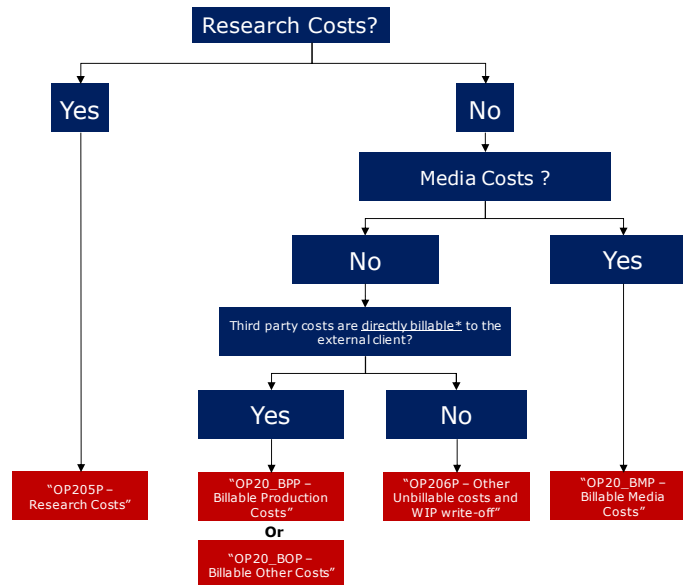 Research Costs?
Yes
No
Media Costs ?
No
Yes
Third party costs are directly billable* to the
external client?
Yes
No
“OP205P –
Research Costs”
“OP20_BPP –
Billable Production
Costs”
“OP206P – Other
Unbillable costs and
WIP write-off”
“OP20_BMP –
Billable Media
Costs”
Or
“OP20_BOP –
Billable Other Costs”